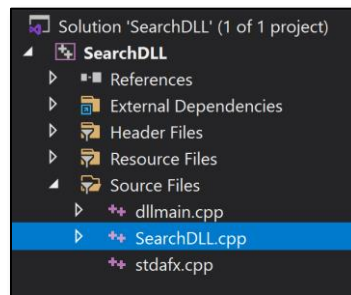 Solution 'SearchDLL' (1 of 1 project)
SearchDLL
References
External Dependencies
Header Files
Resource Files
Source Files
dllmain.cpp
SearchDLL.cpp
stdafx.cpp